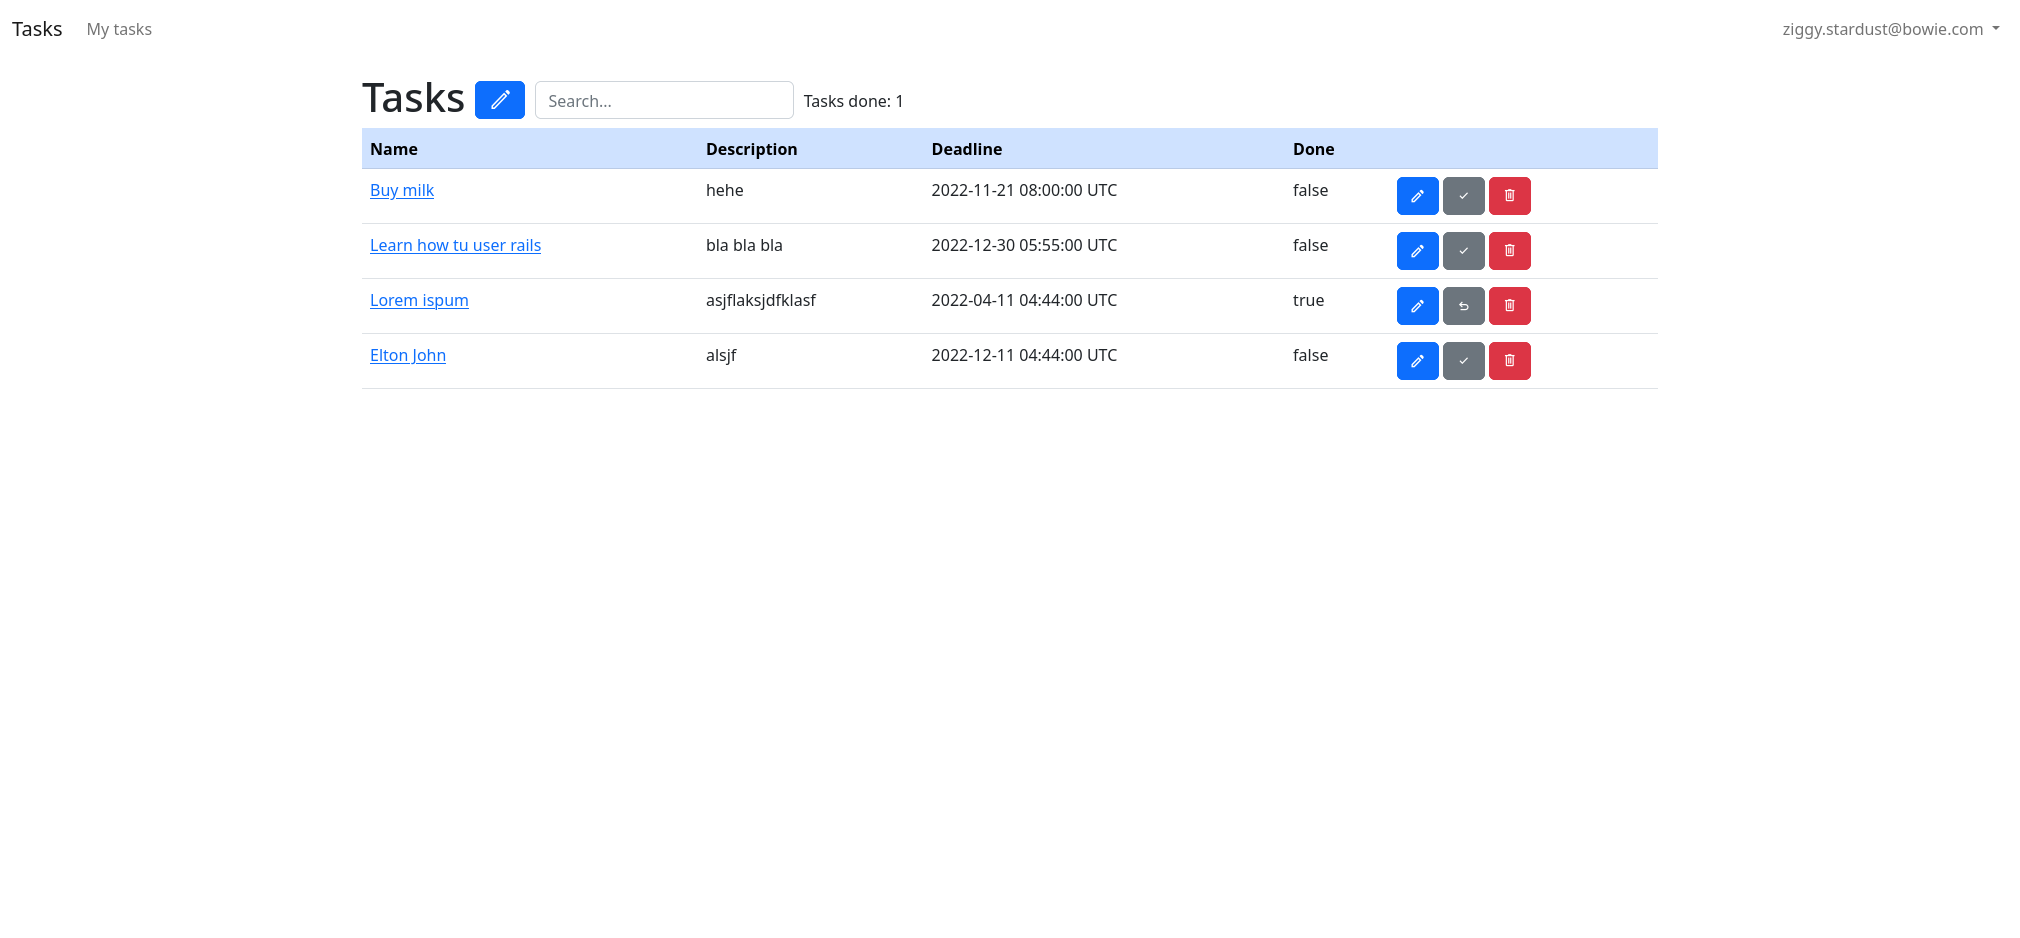 Tasks My tasks ziggy.stardust@bowie.com
Tasks Search... Tasks done: 1
Name Description Deadline Done
Buy milk hehe 2022-11-21 08:00:00 UTC false
Learn how tu user rails bla bla bla 2022-12-30 05:55:00 UTC false
Lorem ispum asjflaksjdfklasf 2022-04-11 04:44:00 UTC true
Elton John alsjf 2022-12-11 04:44:00 UTC false